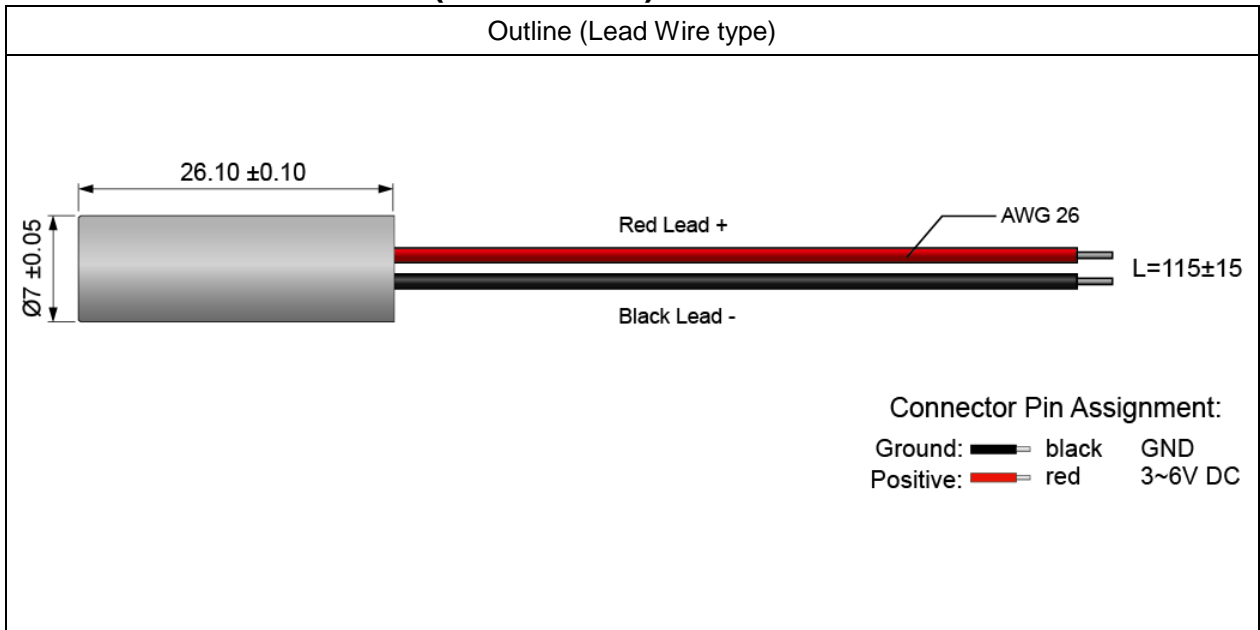 Outline (Lead Wire type)
26.10 ±0.10
Ø7 ±0.05
Red Lead +
AWG 26
L=115±15
Black Lead -
Connector Pin Assignment:
Ground: black GND
Positive: red 3~6V DC